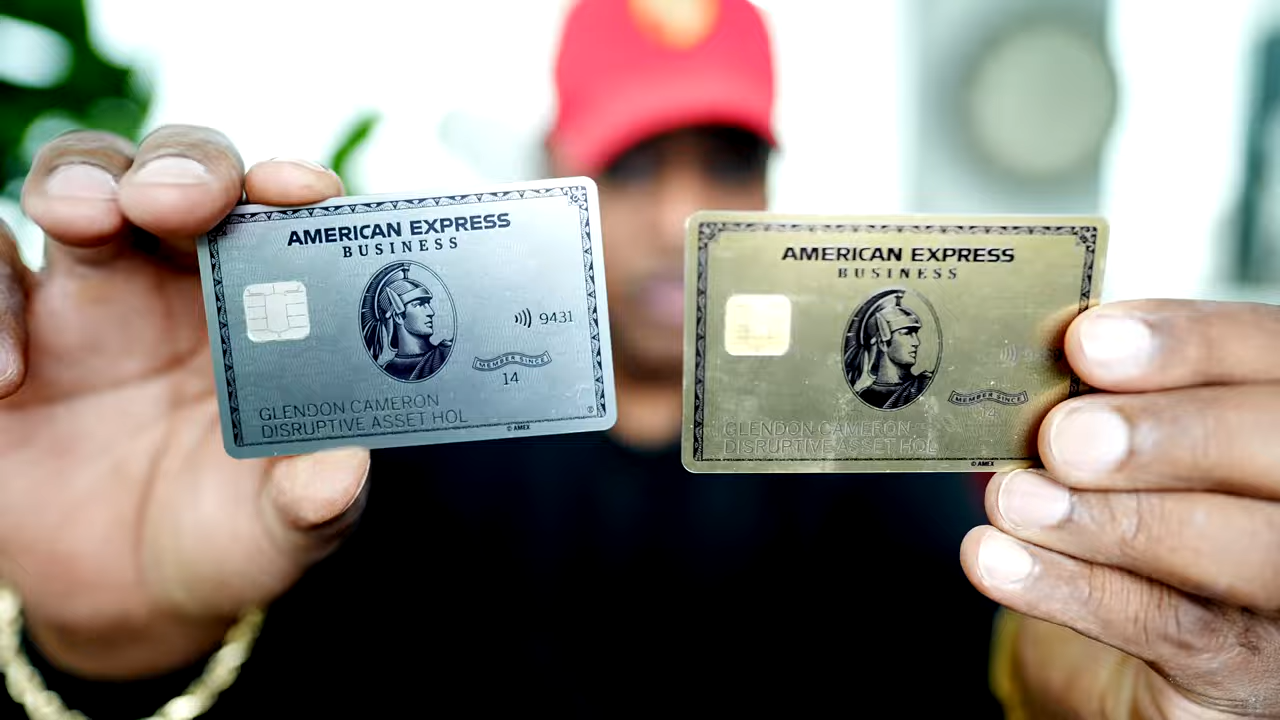 AMERICAN EXPRESS
BUSINESS
9431
MEMBER SINCE
14
GLENDON CAMERON
DISRUPTIVE ASSET HOL
© AMEX
®
AMERICAN EXPRESS
BUSINESS
MEMBER SINCE
14
GLENDON CAMERON
DISRUPTIVE ASSET HOL
© AMEX